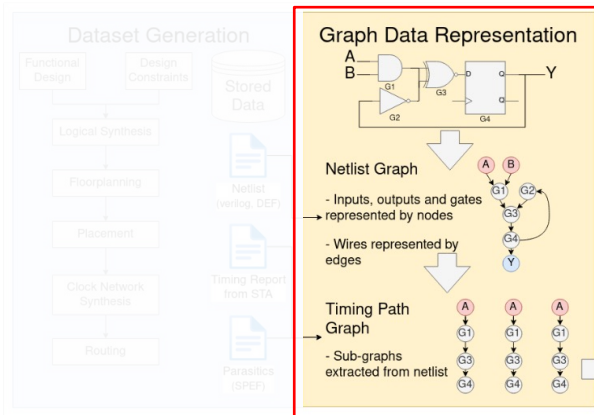 Dataset Generation
Functional
Design
Design
Constraints
Stored
Data
Logical Synthesis
Floorplanning
Netlist
(verilog, DEF)
Placement
Timing Report
from STA
Clock Network
Synthesis
Routing
Parasitics
(SPEF)
Graph Data Representation
A
B
G1
G2
G3
D
Q
Q
G4
Y
Netlist Graph
- Inputs, outputs and gates
represented by nodes
- Wires represented by
edges
A
B
G1
G2
G3
G4
Y
Timing Path
Graph
- Sub-graphs
extracted from netlist
A
A
A
G1
G1
G1
G3
G3
G3
G4
G4
G4